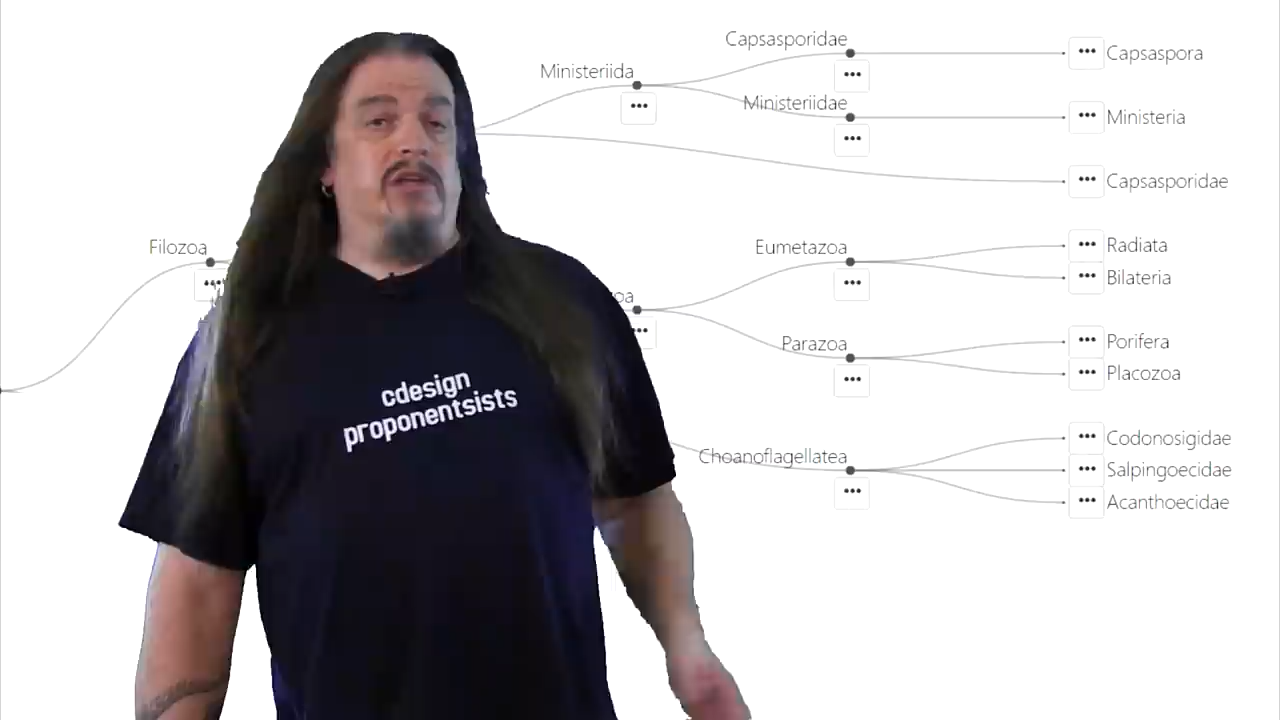 Capsasporidae
Capsaspora
Ministeriida
Ministeriidae
Ministeria
Capsasporidae
Filozoa
Eumetazoa
Radiata
Bilateria
Parazoa
Porifera
Placozoa
cdesign
proponentsists
Choanoflagellatea
Codonosigidae
Salpingoecidae
Acanthoecidae